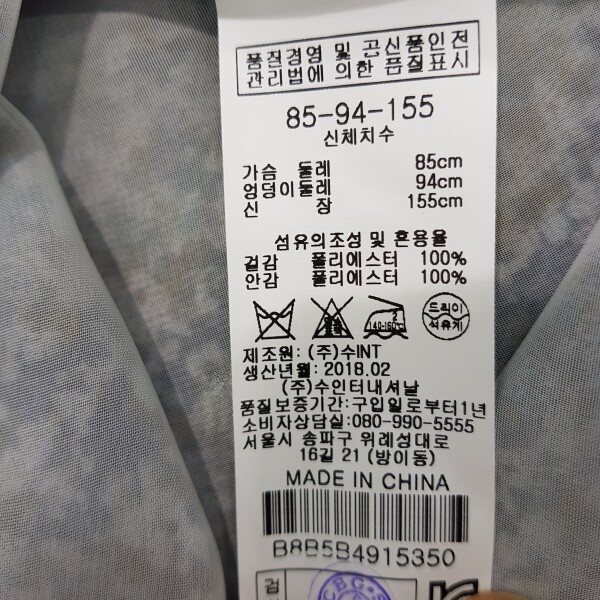 품질경영 및 공산품안전
관리법에 의한 품질표시
85-94-155
신체치수
가슴 둘레 85cm
엉덩이둘레 94cm
신 장 155cm
섬유의조성 및 혼용율
겉감 폴리에스터 100%
안감 폴리에스터 100%
140-160℃
드라이
석유계
제조원: (주)수INT
생산년월: 2018.02
(주)수인터내셔날
품질보증기간:구입일로부터1년
소비자상담실:080-990-5555
서울시 송파구 위례성대로
16길 21 (방이동)
MADE IN CHINA
B8B5B4915350
검